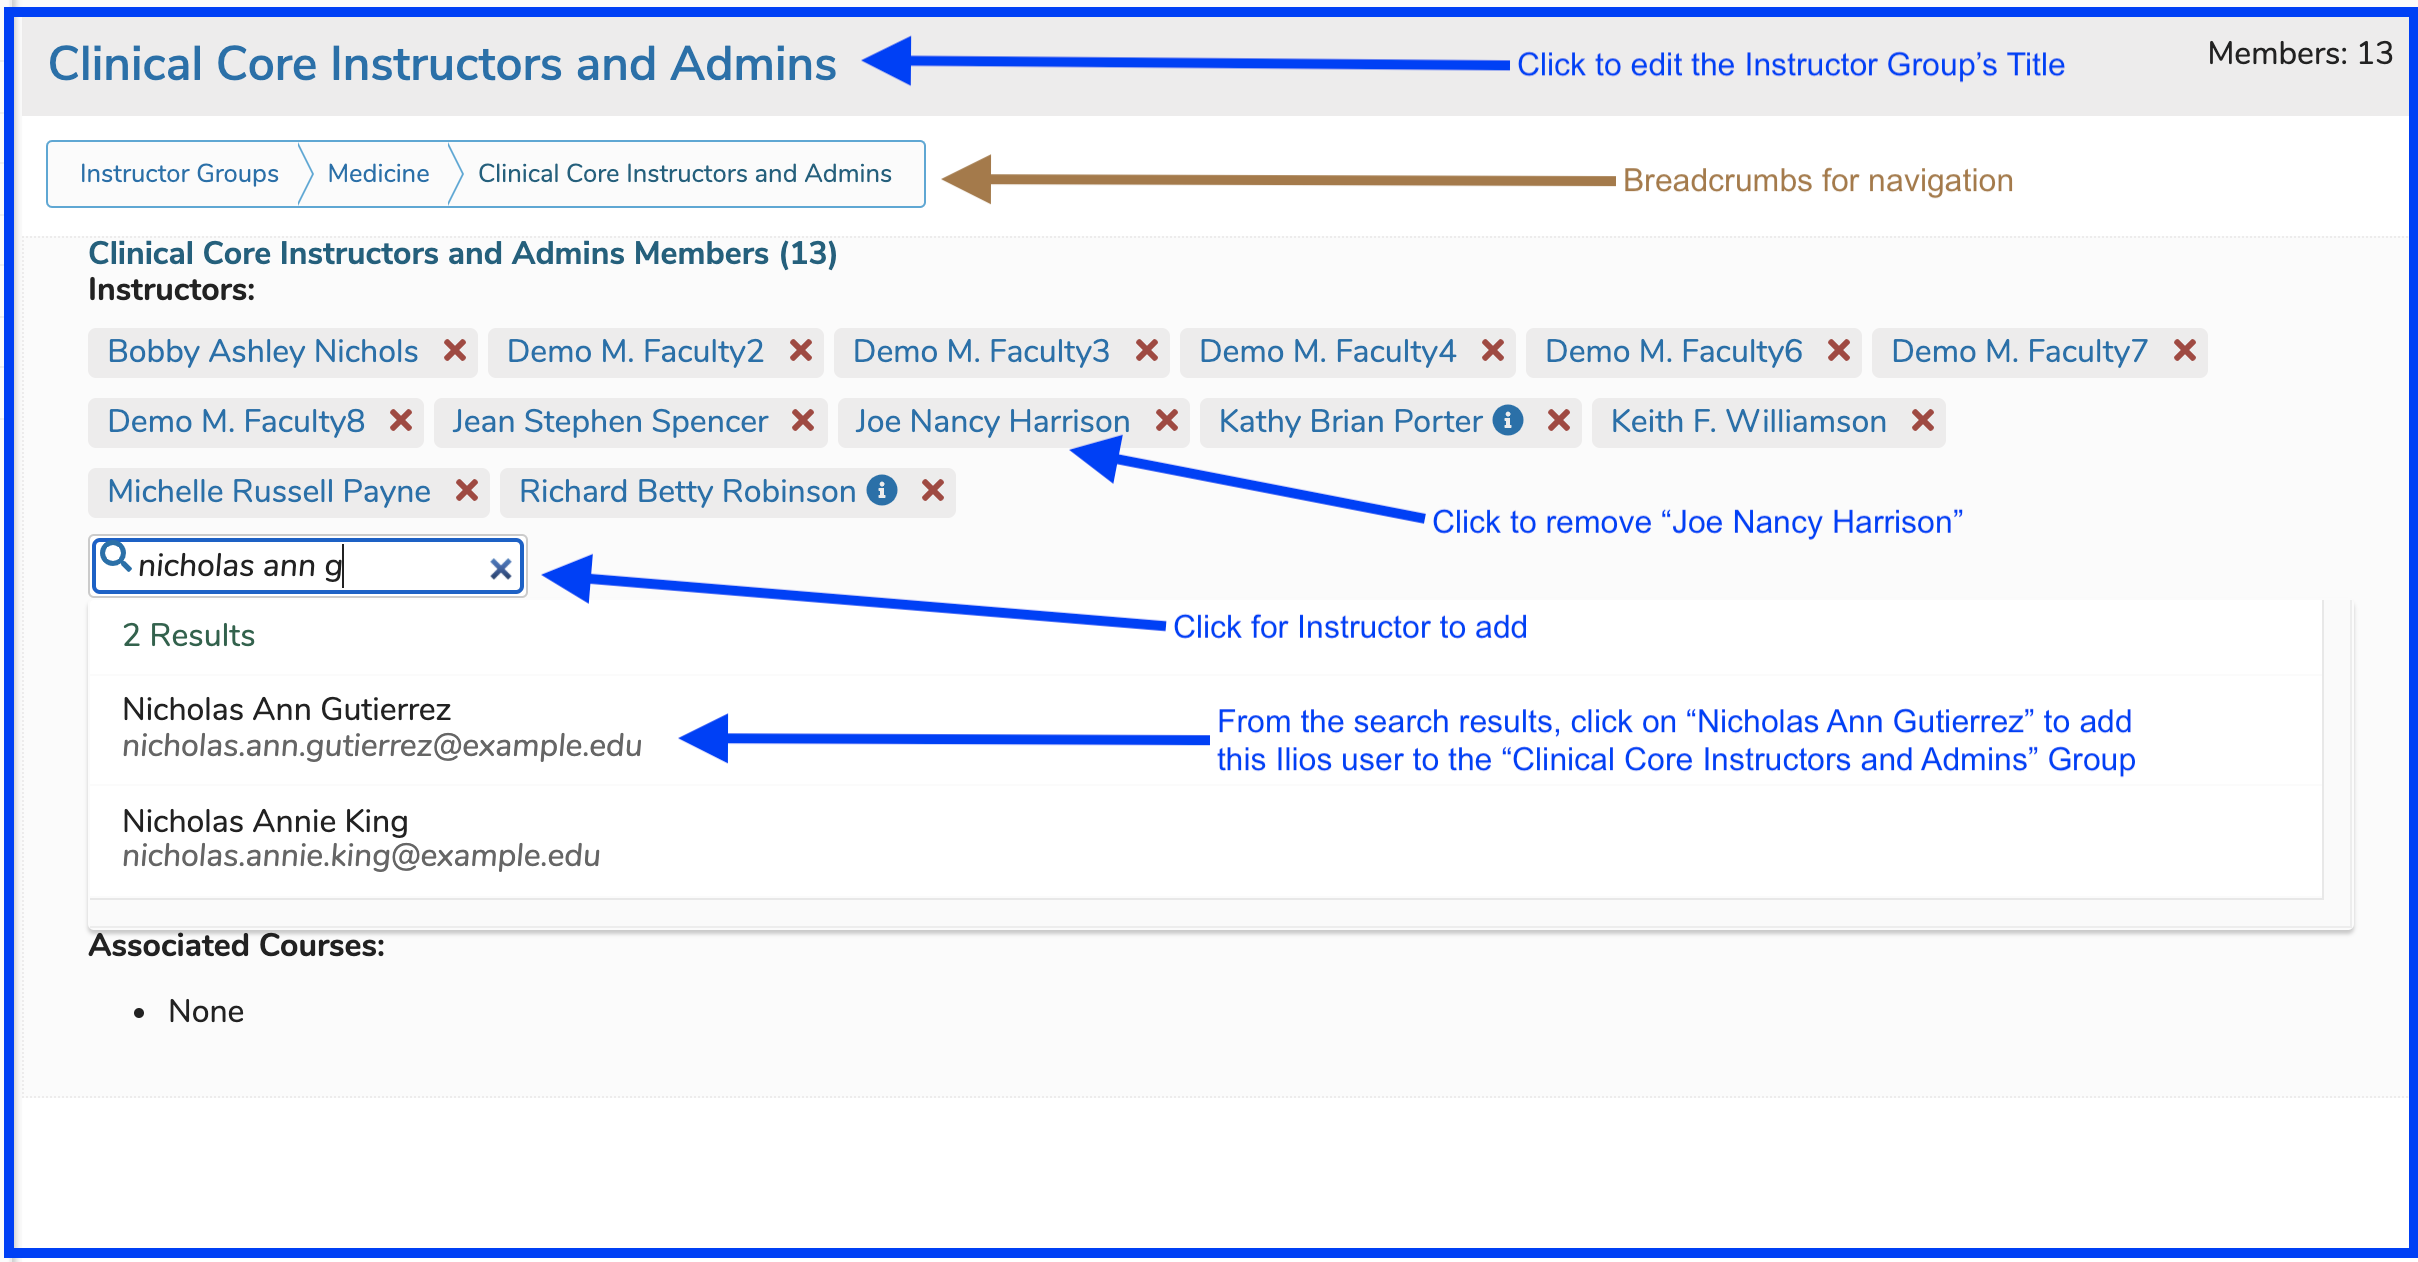 Clinical Core Instructors and Admins
Click to edit the Instructor Group’s Title
Members: 13
Instructor Groups
Medicine
Clinical Core Instructors and Admins
Breadcrumbs for navigation
Clinical Core Instructors and Admins Members (13)
Instructors:
Bobby Ashley Nichols
Demo M. Faculty2
Demo M. Faculty3
Demo M. Faculty4
Demo M. Faculty6
Demo M. Faculty7
Demo M. Faculty8
Jean Stephen Spencer
Joe Nancy Harrison
Kathy Brian Porter
Keith F. Williamson
Michelle Russell Payne
Richard Betty Robinson
Click to remove “Joe Nancy Harrison”
nicholas ann g
Click for Instructor to add
2 Results
Nicholas Ann Gutierrez
nicholas.ann.gutierrez@example.edu
From the search results, click on “Nicholas Ann Gutierrez” to add
this Ilios user to the “Clinical Core Instructors and Admins” Group
Nicholas Annie King
nicholas.annie.king@example.edu
Associated Courses:
• None